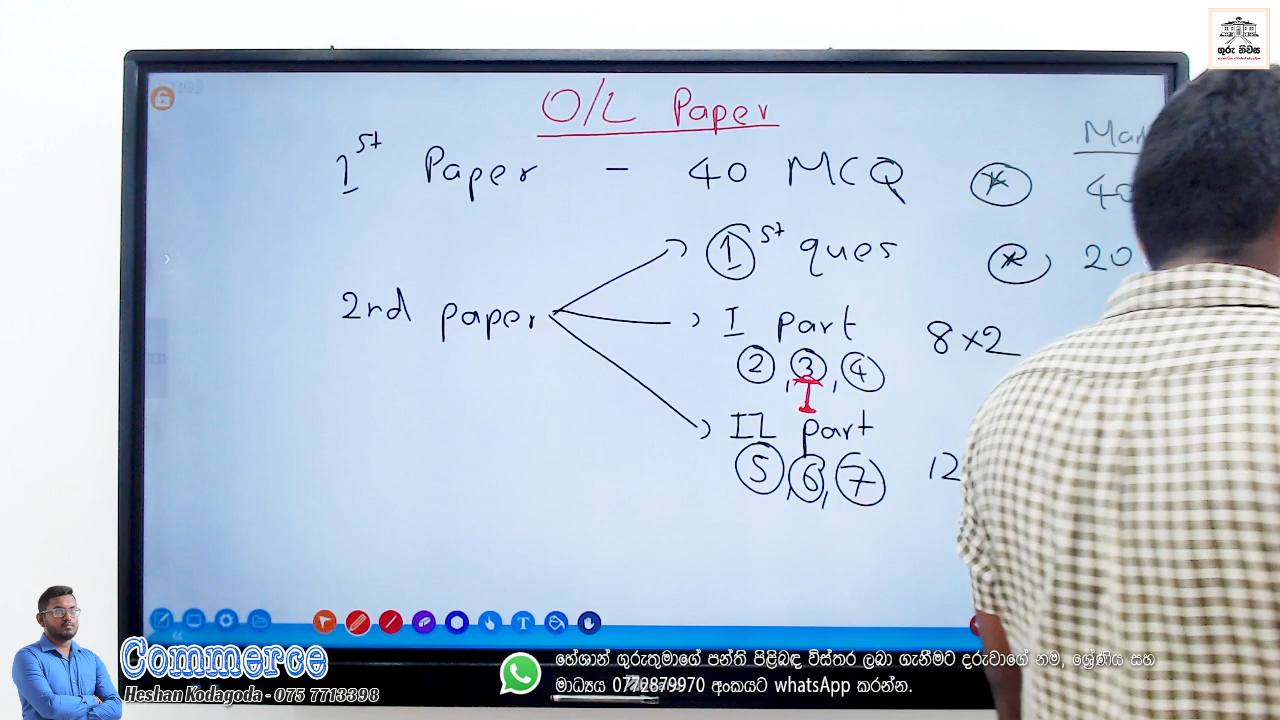 ගුරු නිවස
O/L Paper
1st Paper - 40 MCQ
40
1st ques
20
2nd paper
I part
8×2
2, 3, 4
I
II part
5, 6, 7
12
Commerce
Heshan Kodagoda - 075 7713398
හේශාන් ගුරුතුමාගේ පන්ති පිළිබඳ විස්තර ලබා ගැනීමට දරුවාගේ නම, ශ්‍රේණිය සහ
මාධ්‍යය 0772879970 අංකයට whatsApp කරන්න.